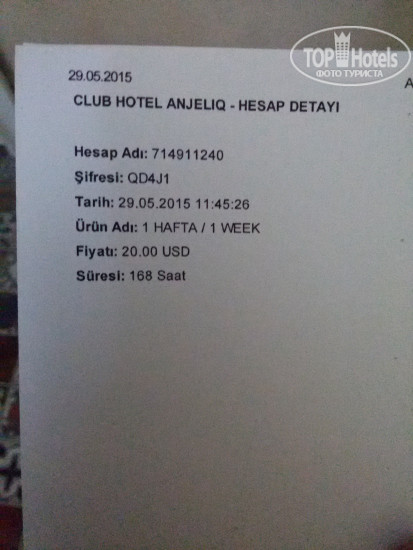 TOP Hotels
ФОТО ТУРИСТА
29.05.2015
A
CLUB HOTEL ANJELIQ - HESAP DETAYI
Hesap Adı: 714911240
Şifresi: QD4J1
Tarih: 29.05.2015 11:45:26
Ürün Adı: 1 HAFTA / 1 WEEK
Fiyatı: 20.00 USD
Süresi: 168 Saat